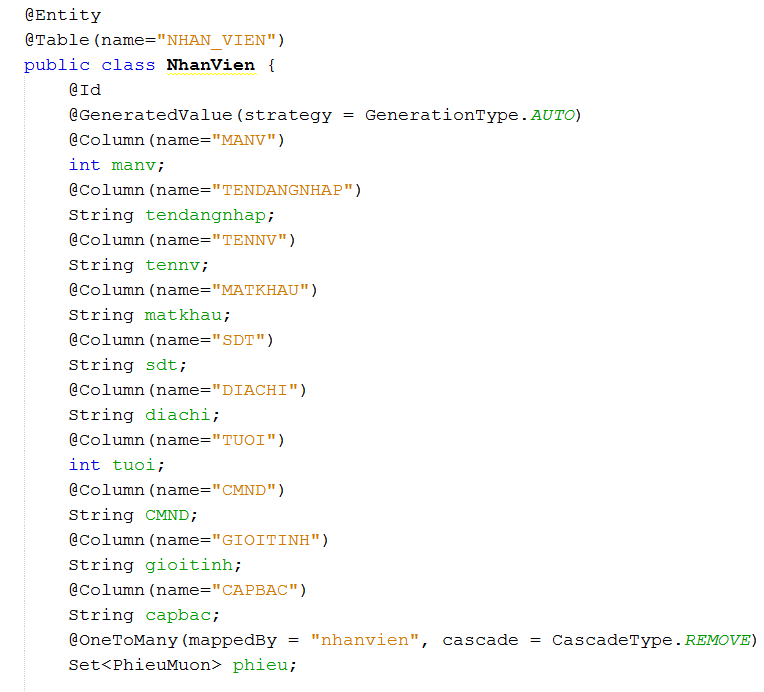 @Entity
@Table(name="NHAN_VIEN")
public class NhanVien {
@Id
@GeneratedValue(strategy = GenerationType.AUTO)
@Column(name="MANV")
int manv;
@Column(name="TENDANGNHAP")
String tendangnhap;
@Column(name="TENNV")
String tennv;
@Column(name="MATKHAU")
String matkhau;
@Column(name="SDT")
String sdt;
@Column(name="DIACHI")
String diachi;
@Column(name="TUOI")
int tuoi;
@Column(name="CMND")
String CMND;
@Column(name="GIOITINH")
String gioitinh;
@Column(name="CAPBAC")
String capbac;
@OneToMany(mappedBy = "nhanvien", cascade = CascadeType.REMOVE)
Set<PhieuMuon> phieu;